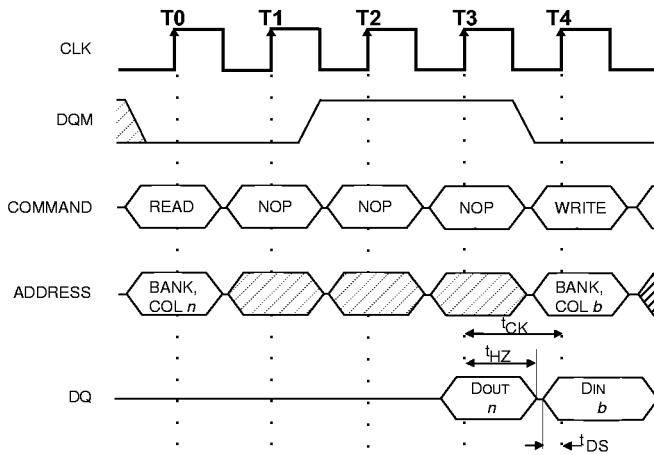 T0 T1 T2 T3 T4
CLK
DQM
COMMAND READ NOP NOP NOP WRITE
ADDRESS BANK, COL n BANK, COL b
tCK
tHZ
DQ DOUT n DIN b
tDS